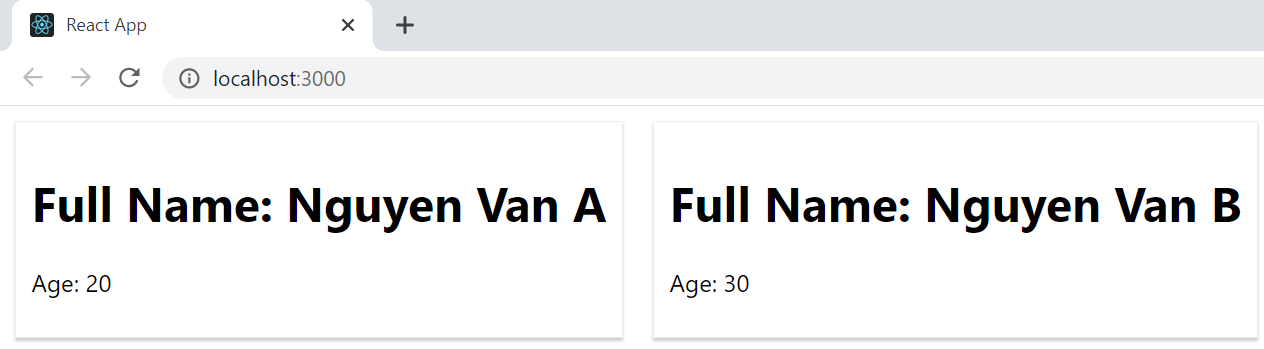 React App
localhost:3000
Full Name: Nguyen Van A
Age: 20
Full Name: Nguyen Van B
Age: 30